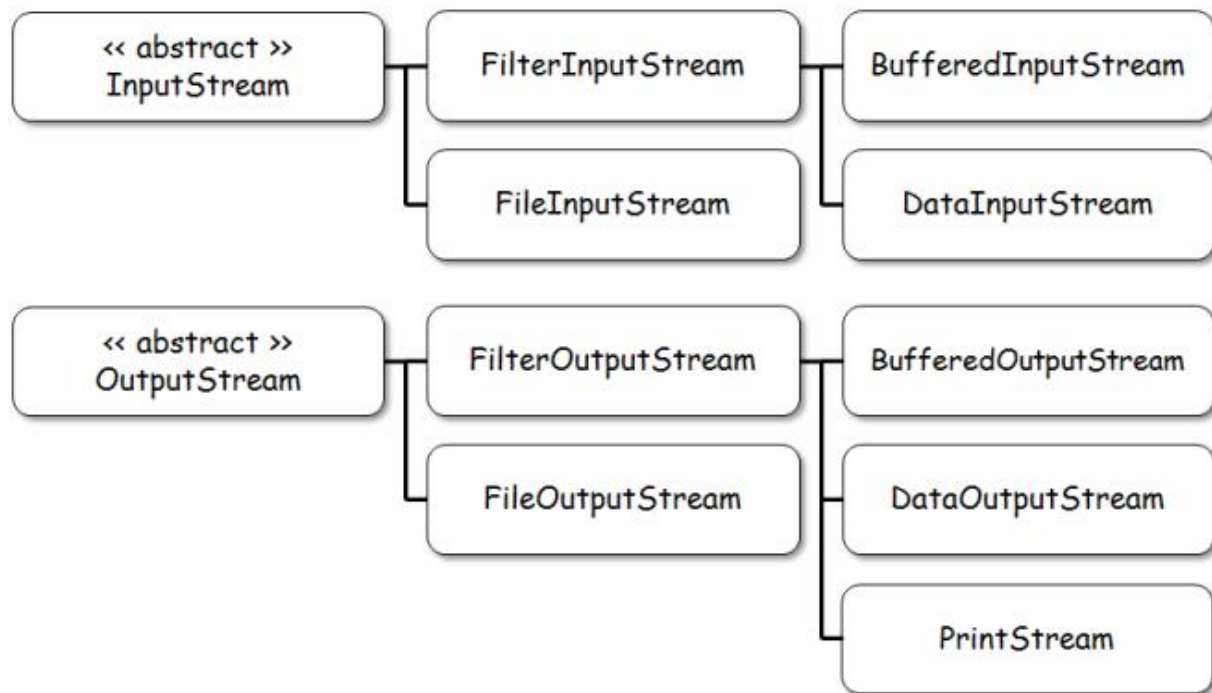 << abstract >>
InputStream
FilterInputStream
BufferedInputStream
FileInputStream
DataInputStream
<< abstract >>
OutputStream
FilterOutputStream
BufferedOutputStream
FileOutputStream
DataOutputStream
PrintStream